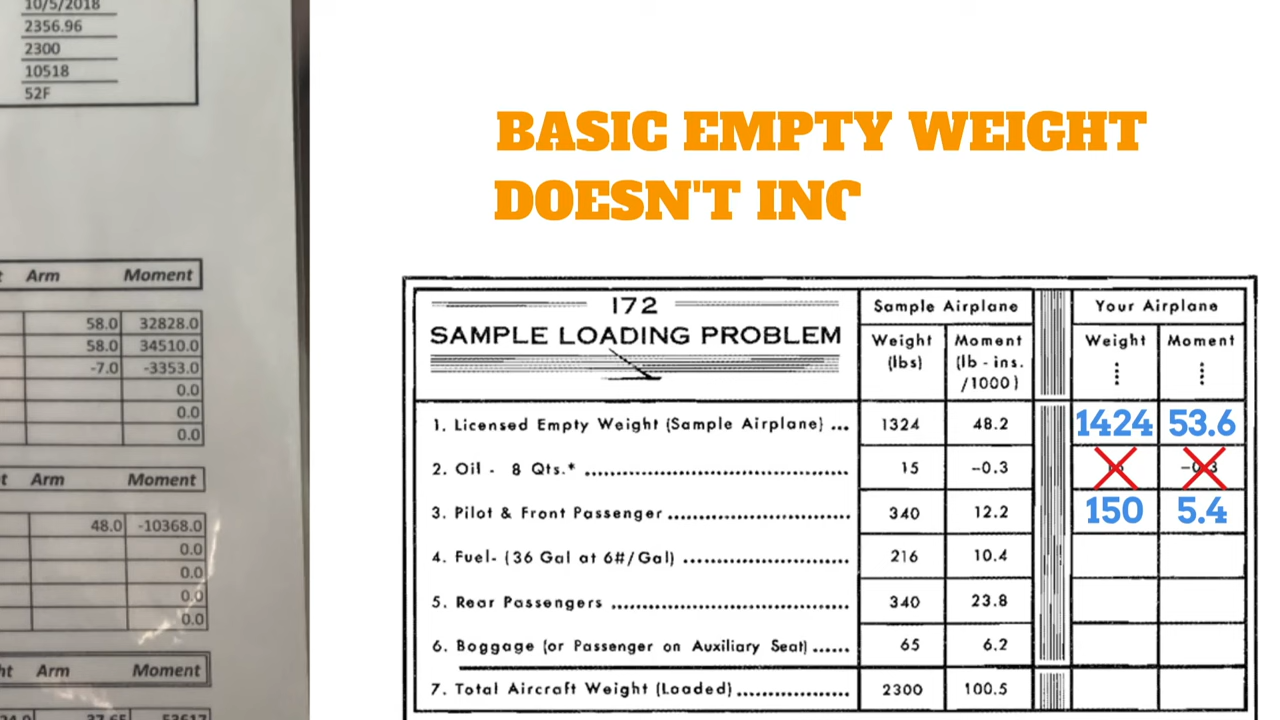 10/5/2018
2356.96
2300
10518
52F
Arm Moment
58.0 32828.0
58.0 34510.0
-7.0 -3353.0
0.0
0.0
0.0
Arm Moment
48.0 -10368.0
0.0
0.0
0.0
0.0
Arm Moment
37.65 53617
BASIC EMPTY WEIGHT
DOESN'T INC
172
SAMPLE LOADING PROBLEM
Sample Airplane Your Airplane
Weight (lbs) Moment (lb - ins. /1000) Weight Moment
1. Licensed Empty Weight (Sample Airplane) ... 1324 48.2 1424 53.6
2. Oil - 8 Qts.* 15 -0.3
3. Pilot & Front Passenger 340 12.2 150 5.4
4. Fuel- (36 Gal at 6#/Gal) 216 10.4
5. Rear Passengers 340 23.8
6. Boggage (or Passenger on Auxiliary Seat) 65 6.2
7. Total Aircraft Weight (Loaded) 2300 100.5